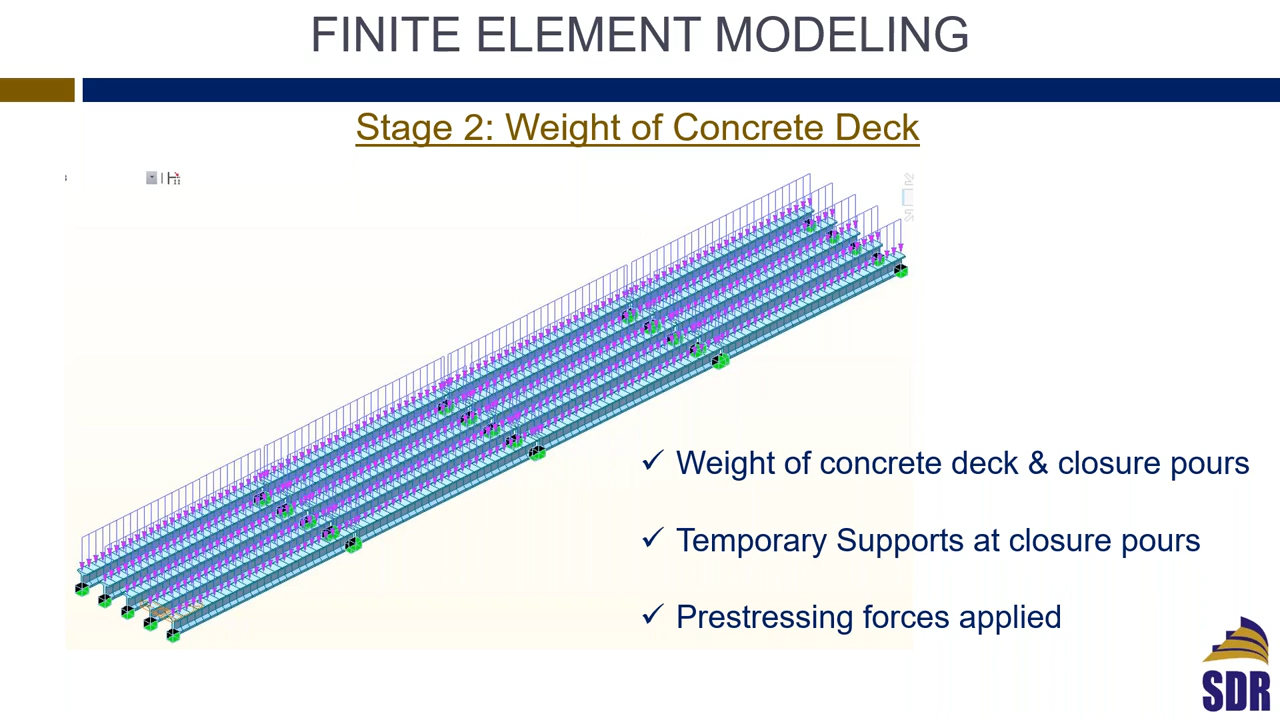 FINITE ELEMENT MODELING
Stage 2: Weight of Concrete Deck
✓ Weight of concrete deck & closure pours
✓ Temporary Supports at closure pours
✓ Prestressing forces applied
SDR